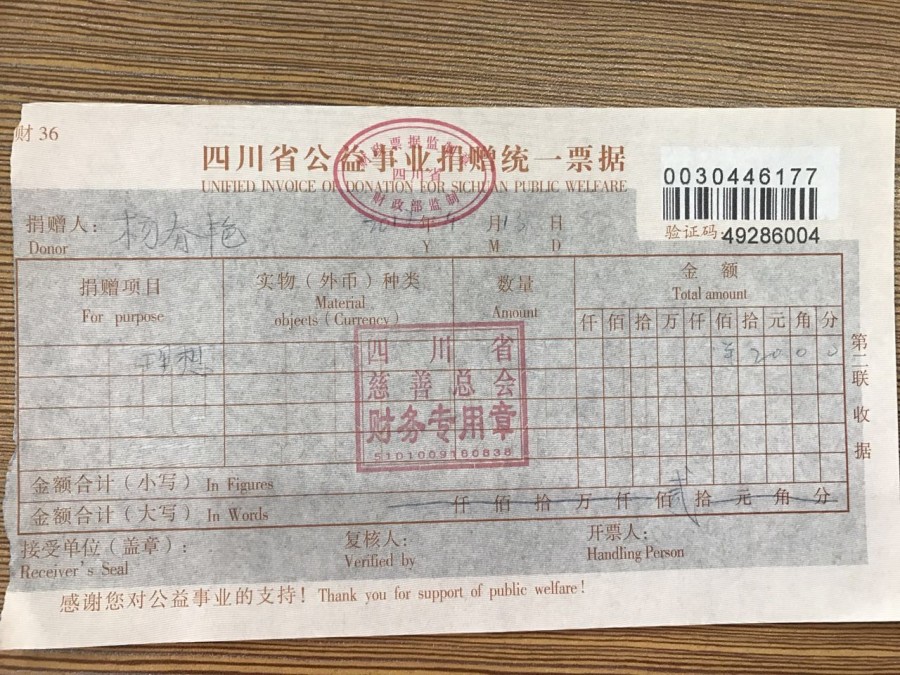 财 36
四川省公益事业捐赠统一票据
UNIFIED INVOICE OF DONATION FOR SICHUAN PUBLIC WELFARE
四川省
财政部监制
0030446177
验证码:49286004
捐赠人： 杨春艳 年 月 日
Donor Y M D
捐赠项目 实物（外币）种类 数量 金额
For purpose Material objects (Currency) Amount Total amount
仟 佰 拾 万 仟 佰 拾 元 角 分
理想 2000
四川省
慈善总会
财务专用章
5101009160838
第二联 收据
金额合计（小写） In Figures
金额合计（大写） In Words 仟 佰 拾 万 仟 佰 贰 拾 元 角 分
接受单位（盖章）： 复核人： 开票人：
Receiver's Seal Verified by Handling Person
感谢您对公益事业的支持！ Thank you for support of public welfare!